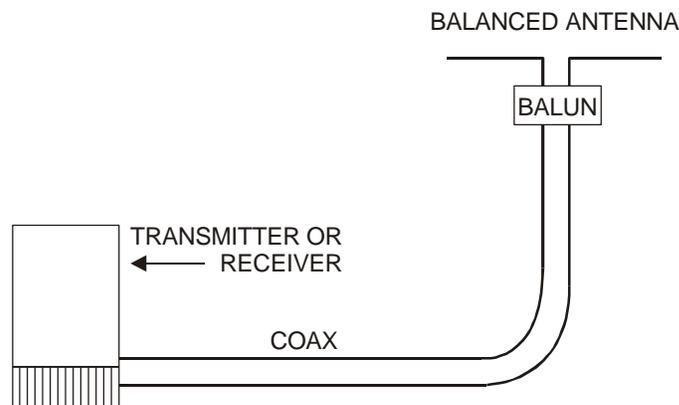 BALANCED ANTENNA
BALUN
TRANSMITTER OR
RECEIVER
COAX